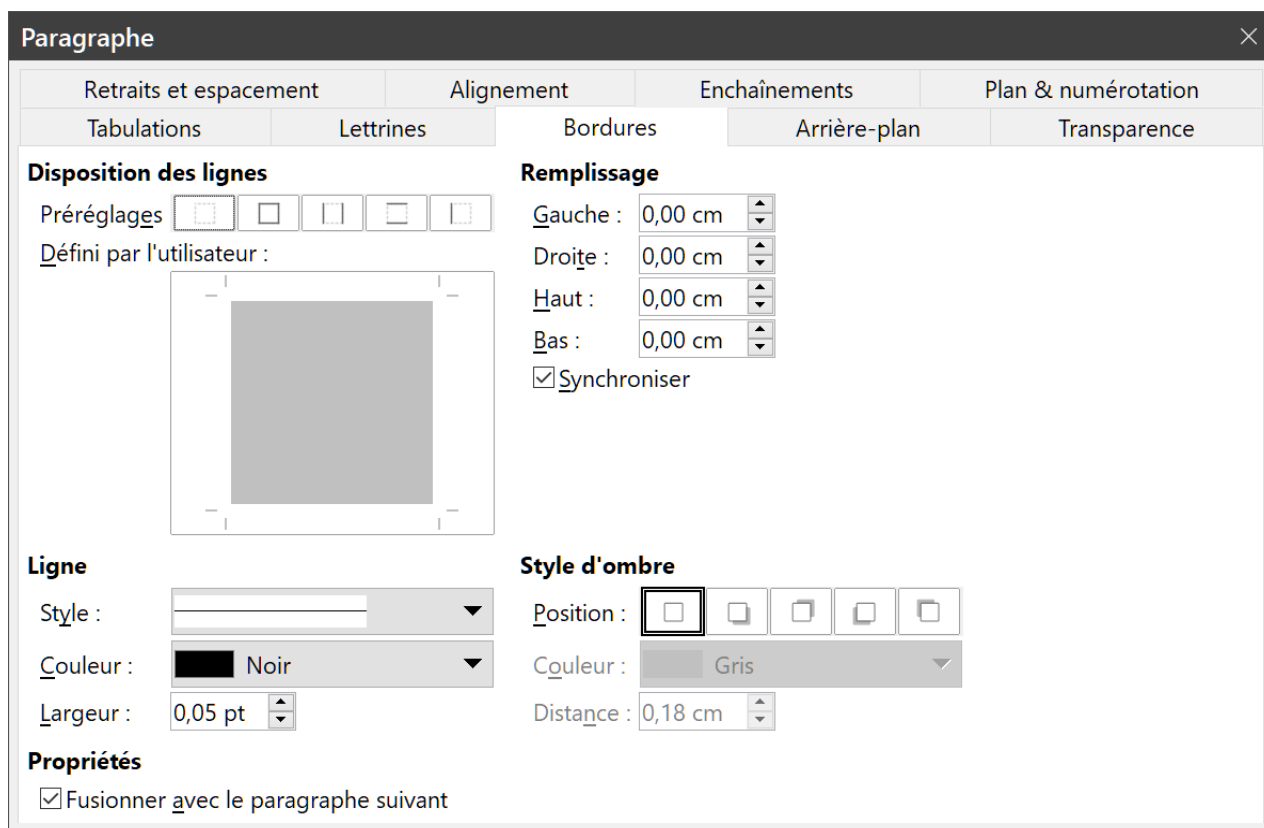 Paragraphe
Retraits et espacement Alignement Enchaînements Plan & numérotation
Tabulations Lettrines Bordures Arrière-plan Transparence
Disposition des lignes
Préréglages
Défini par l'utilisateur :
Remplissage
Gauche : 0,00 cm
Droite : 0,00 cm
Haut : 0,00 cm
Bas : 0,00 cm
Synchroniser
Ligne
Style :
Couleur : Noir
Largeur : 0,05 pt
Style d'ombre
Position :
Couleur : Gris
Distance : 0,18 cm
Propriétés
Fusionner avec le paragraphe suivant